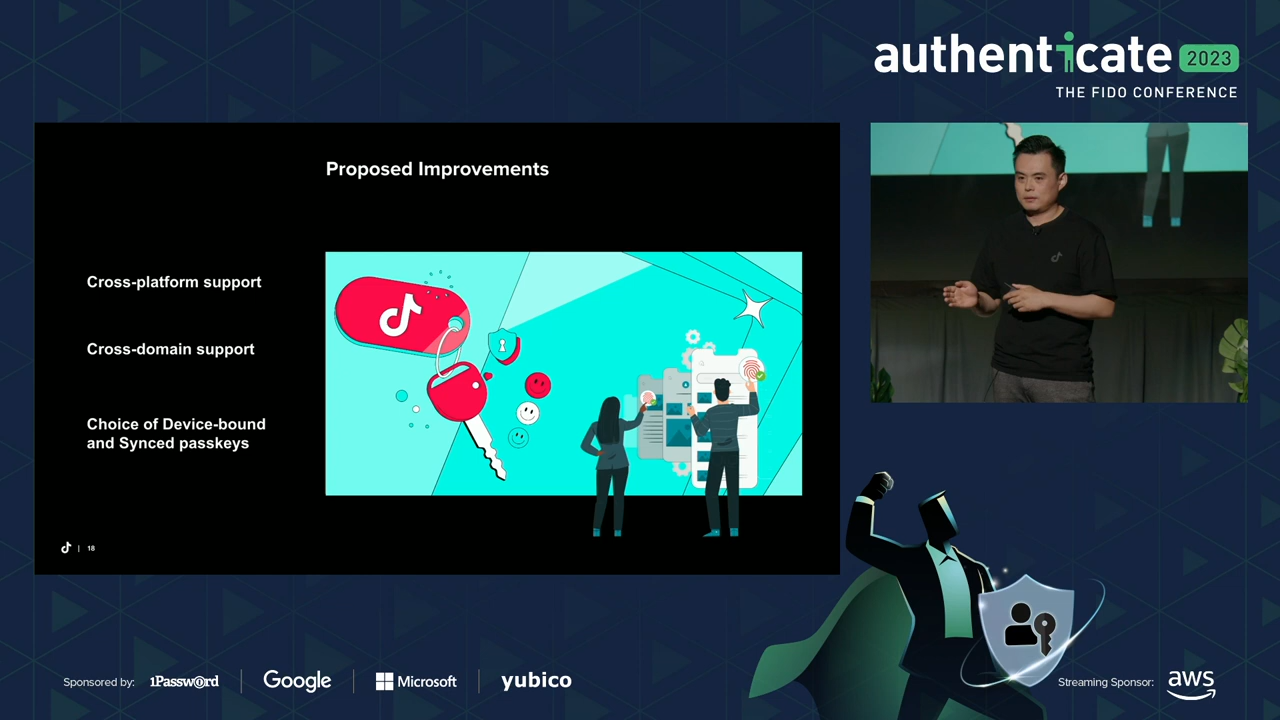 authenticate 2023
THE FIDO CONFERENCE
Proposed Improvements
Cross-platform support
Cross-domain support
Choice of Device-bound
and Synced passkeys
| 18
Sponsored by: 1Password | Google | Microsoft | yubico
Streaming Sponsor: aws